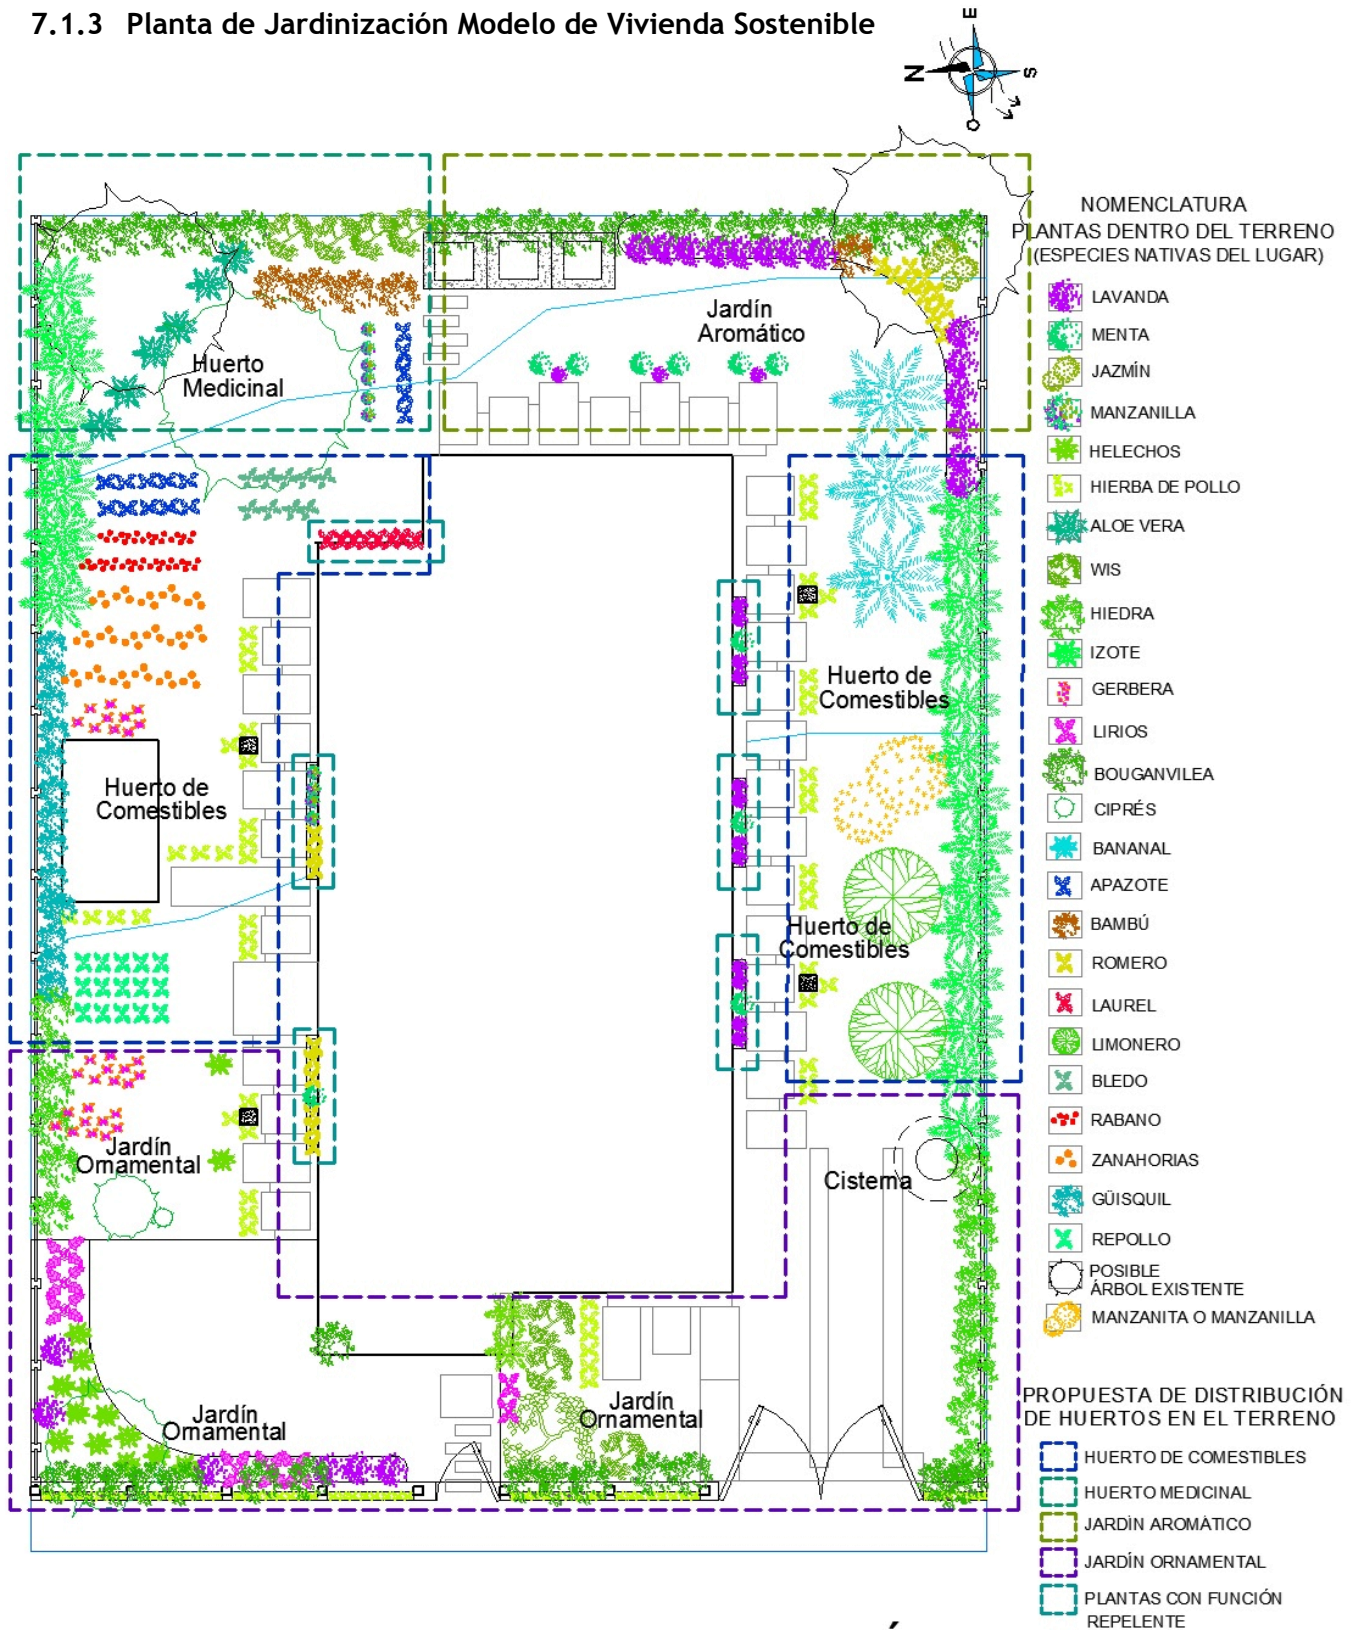 7.1.3 Planta de Jardinización Modelo de Vivienda Sostenible
E
N
S
O
NOMENCLATURA
PLANTAS DENTRO DEL TERRENO
(ESPECIES NATIVAS DEL LUGAR)
LAVANDA
MENTA
JAZMÍN
MANZANILLA
HELECHOS
HIERBA DE POLLO
ALOE VERA
WIS
HIEDRA
IZOTE
GERBERA
LIRIOS
BOUGANVILEA
CIPRÉS
BANANAL
APAZOTE
BAMBÚ
ROMERO
LAUREL
LIMONERO
BLEDO
RABANO
ZANAHORIAS
GÜISQUIL
REPOLLO
POSIBLE
ÁRBOL EXISTENTE
MANZANITA O MANZANILLA
PROPUESTA DE DISTRIBUCIÓN
DE HUERTOS EN EL TERRENO
HUERTO DE COMESTIBLES
HUERTO MEDICINAL
JARDÌN AROMÀTICO
JARDÍN ORNAMENTAL
PLANTAS CON FUNCIÓN
REPELENTE
Huerto
Medicinal
Jardín
Aromático
Huerto de
Comestibles
Huerto de
Comestibles
Huerto de
Comestibles
Jardín
Ornamental
Cisterna
Jardín
Ornamental
Jardín
Ornamental